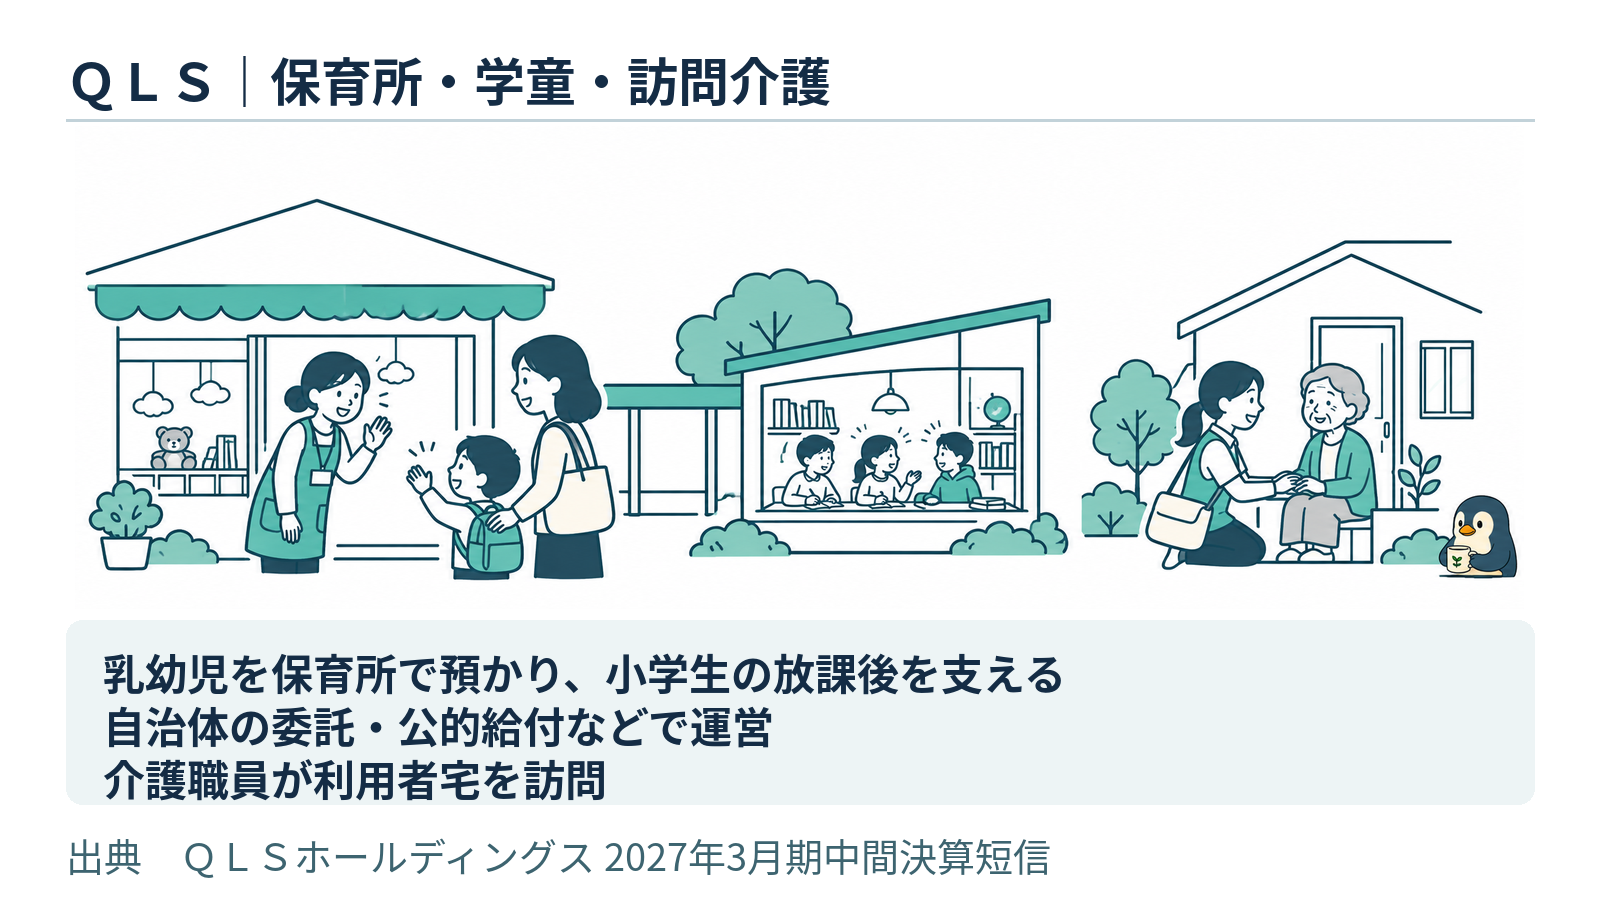 ＱＬＳ｜保育所・学童・訪問介護
乳幼児を保育所で預かり、小学生の放課後を支える
自治体の委託・公的給付などで運営
介護職員が利用者宅を訪問
出典　ＱＬＳホールディングス 2027年3月期中間決算短信